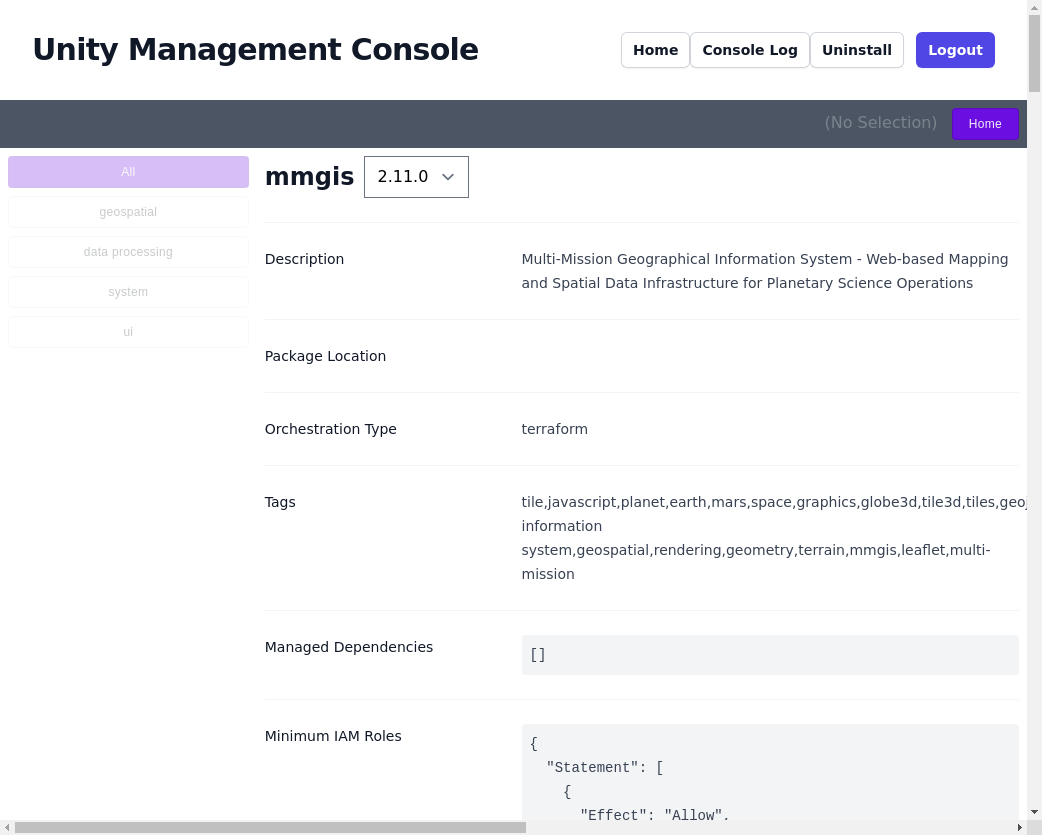 Unity Management Console
Home
Console Log
Uninstall
Logout
(No Selection)
Home
All
geospatial
data processing
system
ui
mmgis
2.11.0
Description
Multi-Mission Geographical Information System - Web-based Mapping
and Spatial Data Infrastructure for Planetary Science Operations
Package Location
Orchestration Type
terraform
Tags
tile,javascript,planet,earth,mars,space,graphics,globe3d,tile3d,tiles,geoj
information
system,geospatial,rendering,geometry,terrain,mmgis,leaflet,multi-
mission
Managed Dependencies
[]
Minimum IAM Roles
{
"Statement": [
{
"Effect": "Allow",